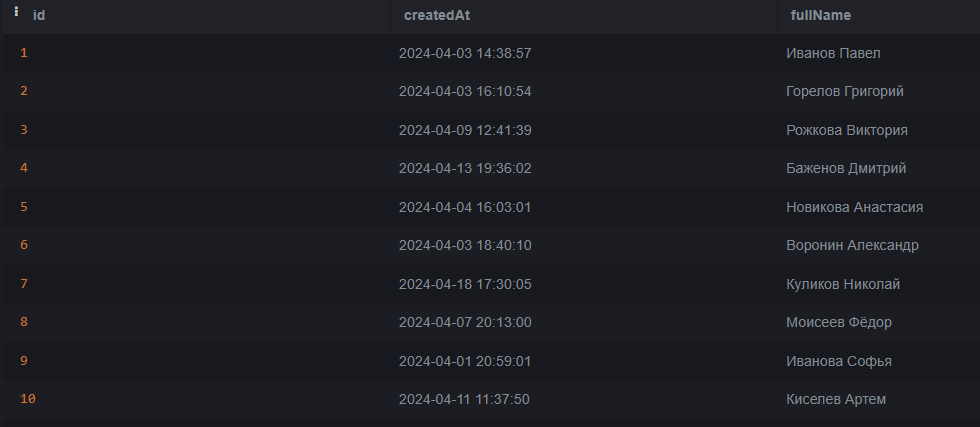 id createdAt fullName
1 2024-04-03 14:38:57 Иванов Павел
2 2024-04-03 16:10:54 Горелов Григорий
3 2024-04-09 12:41:39 Рожкова Виктория
4 2024-04-13 19:36:02 Баженов Дмитрий
5 2024-04-04 16:03:01 Новикова Анастасия
6 2024-04-03 18:40:10 Воронин Александр
7 2024-04-18 17:30:05 Куликов Николай
8 2024-04-07 20:13:00 Моисеев Фёдор
9 2024-04-01 20:59:01 Иванова Софья
10 2024-04-11 11:37:50 Киселев Артем